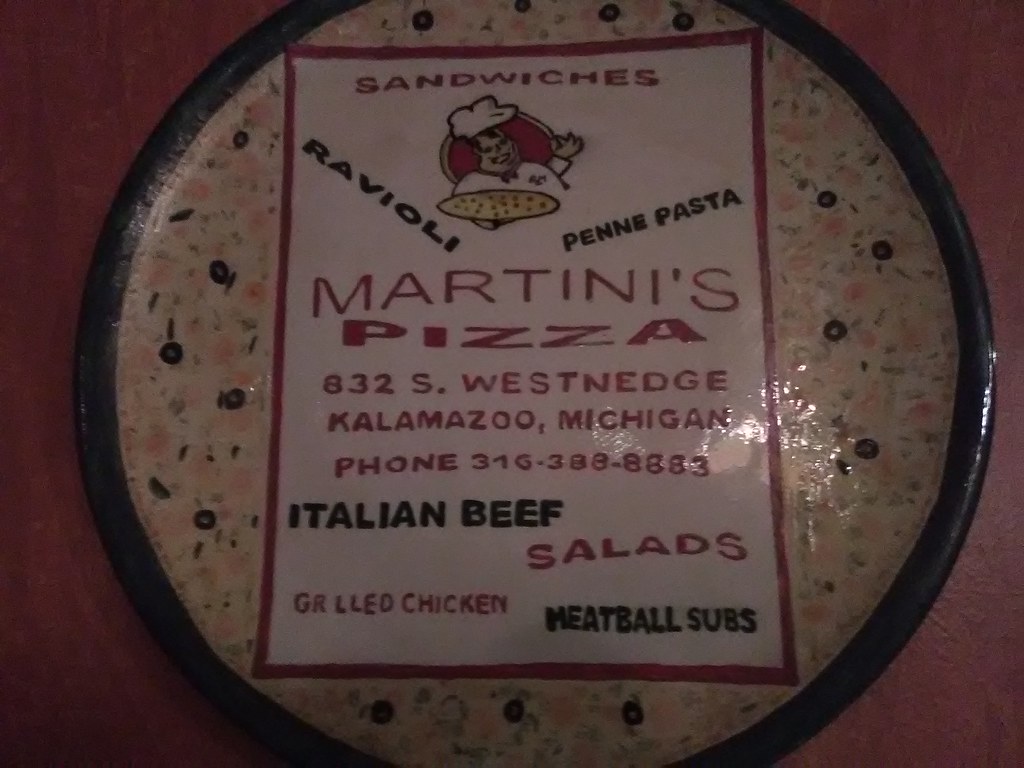 SANDWICHES
RAVIOLI
PENNE PASTA
MARTINI'S
PIZZA
832 S. WESTNEDGE
KALAMAZOO, MICHIGAN
PHONE 316-388-8883
ITALIAN BEEF
SALADS
GR LLED CHICKEN
MEATBALL SUBS